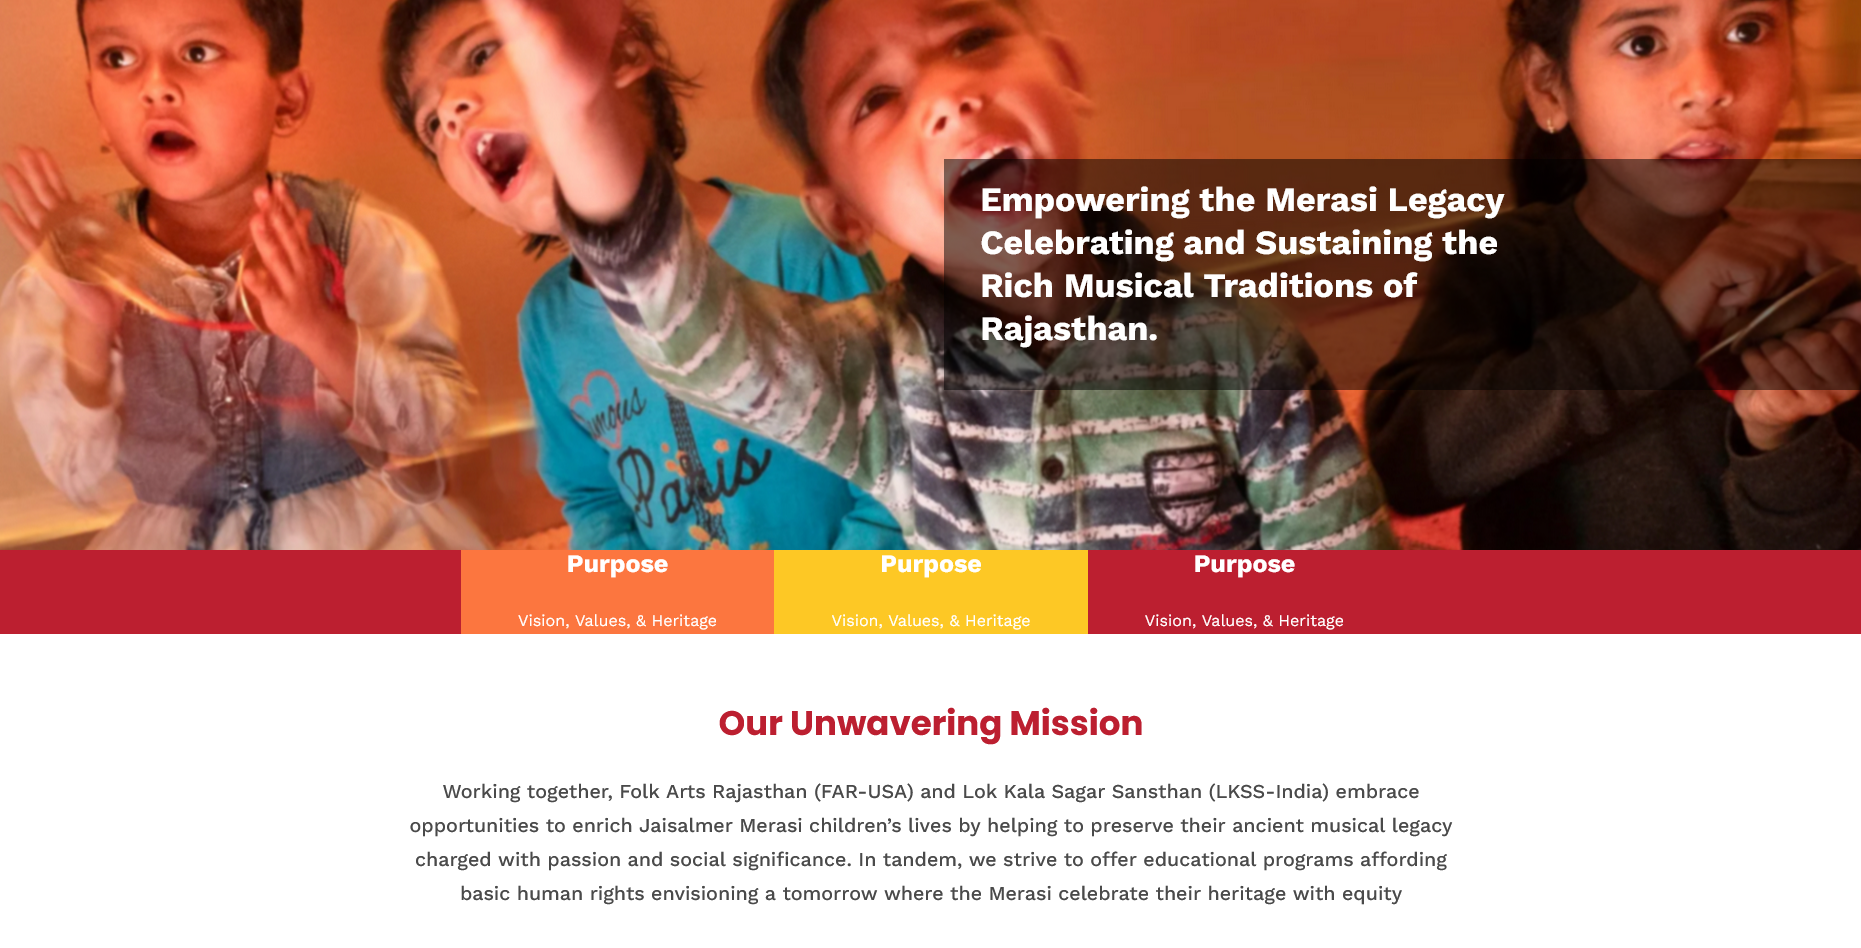 Empowering the Merasi Legacy
Celebrating and Sustaining the
Rich Musical Traditions of
Rajasthan.
Famous
Paris
Purpose
Purpose
Purpose
Vision, Values, & Heritage
Vision, Values, & Heritage
Vision, Values, & Heritage
Our Unwavering Mission
Working together, Folk Arts Rajasthan (FAR-USA) and Lok Kala Sagar Sansthan (LKSS-India) embrace
opportunities to enrich Jaisalmer Merasi children’s lives by helping to preserve their ancient musical legacy
charged with passion and social significance. In tandem, we strive to offer educational programs affording
basic human rights envisioning a tomorrow where the Merasi celebrate their heritage with equity